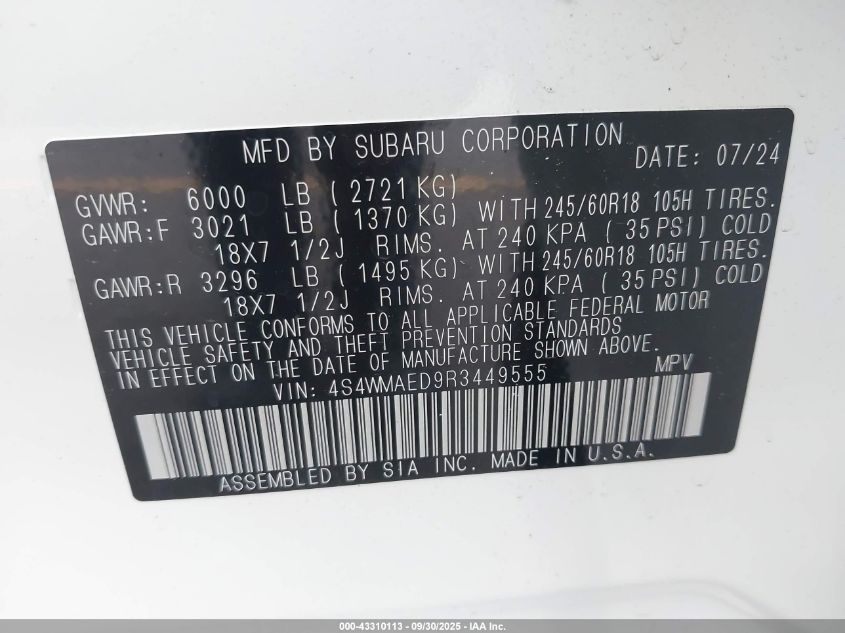 MFD BY SUBARU CORPORATION DATE: 07/24
GVWR: 6000 LB (2721 KG)
GAWR:F 3021 LB (1370 KG) WITH 245/60R18 105H TIRES.
18X7 1/2J RIMS. AT 240 KPA (35 PSI) COLD
GAWR:R 3296 LB (1495 KG) WITH 245/60R18 105H TIRES.
18X7 1/2J RIMS. AT 240 KPA (35 PSI) COLD
THIS VEHICLE CONFORMS TO ALL APPLICABLE FEDERAL MOTOR
VEHICLE SAFETY AND THEFT PREVENTION STANDARDS
IN EFFECT ON THE DATE OF MANUFACTURE SHOWN ABOVE.
VIN: 4S4WMAED9R3449555 MPV
ASSEMBLED BY SIA INC. MADE IN U.S.A.
000-43310113 - 09/30/2025 - IAA Inc.